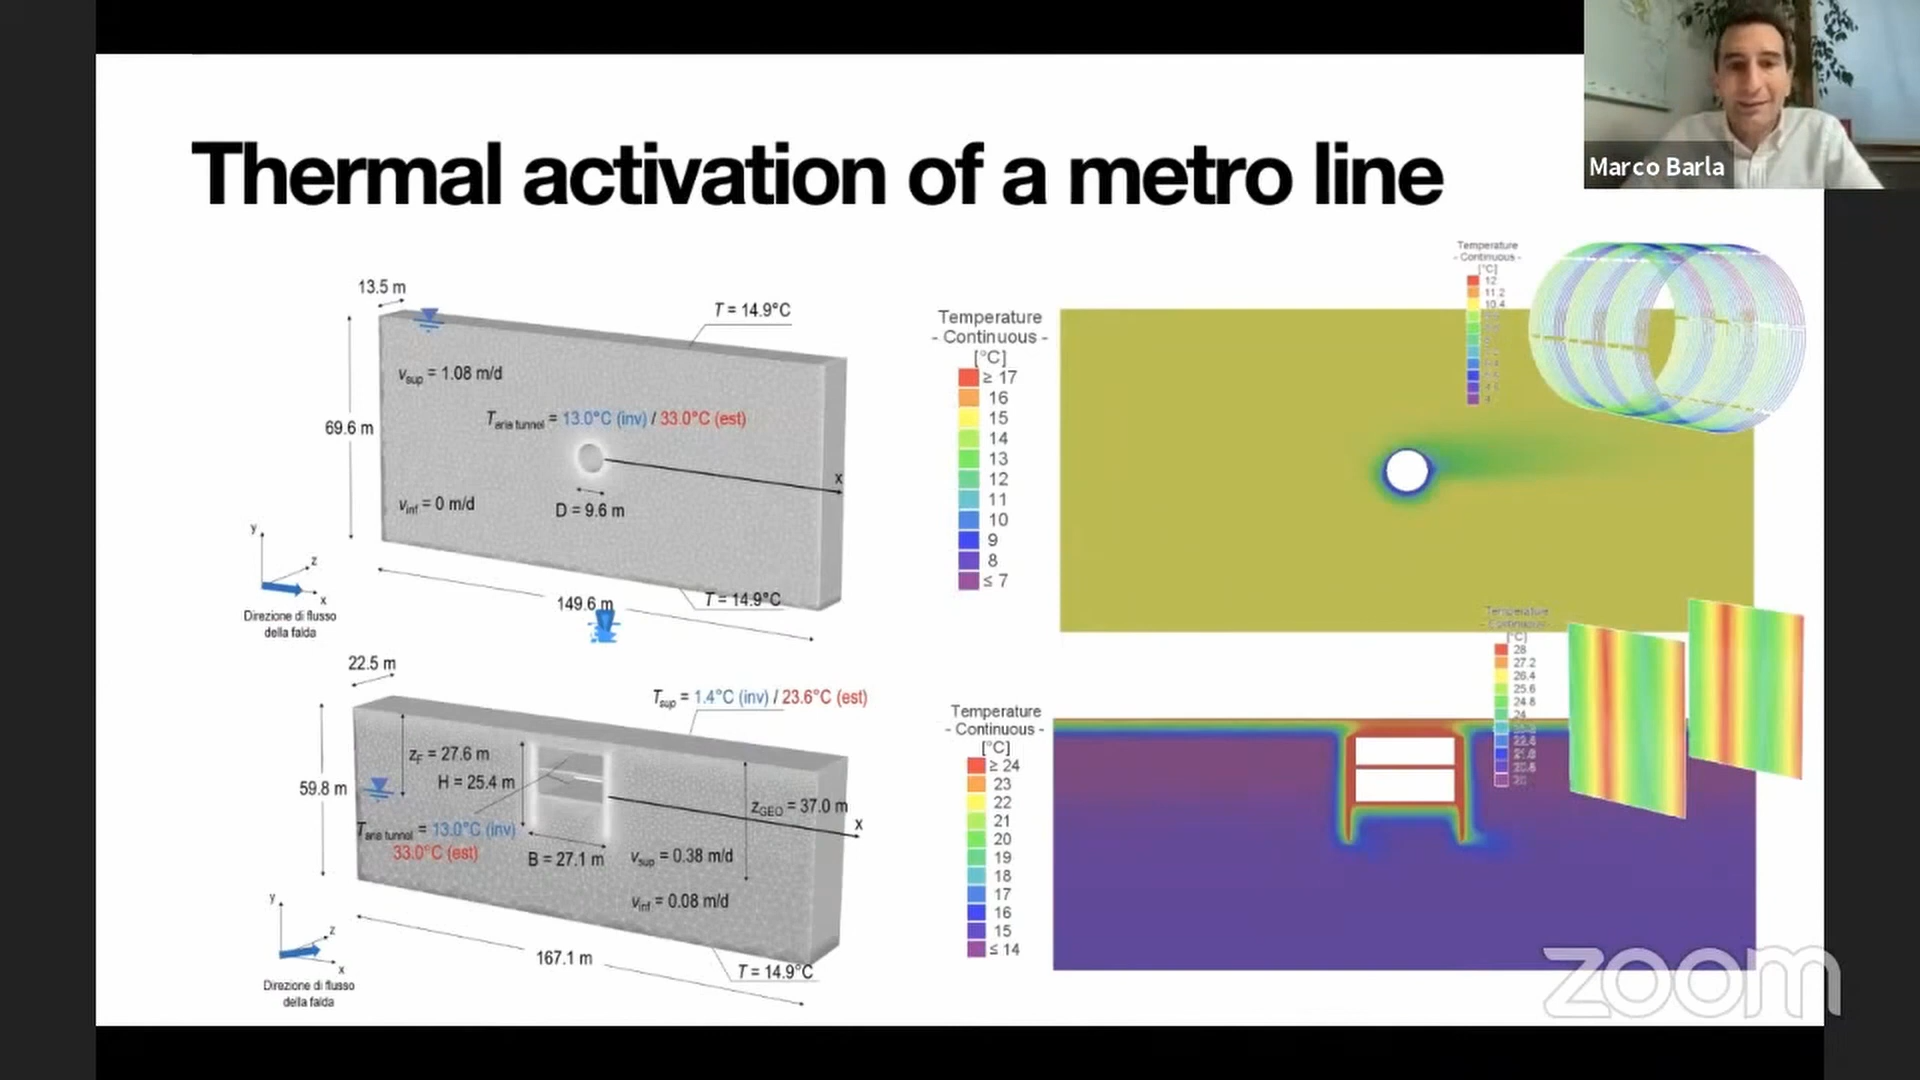 Marco Barla
Thermal activation of a metro line
13.5 m
T = 14.9°C
v_sup = 1.08 m/d
T_aria tunnel = 13.0°C (inv) / 33.0°C (est)
69.6 m
x
v_inf = 0 m/d
D = 9.6 m
y
z
x
Direzione di flusso
della falda
149.6 m
T = 14.9°C
Temperature
- Continuous -
[°C]
≥ 17
16
15
14
13
12
11
10
9
8
≤ 7
Temperature
- Continuous -
[°C]
12
11.2
10.4
22.5 m
T_sup = 1.4°C (inv) / 23.6°C (est)
z_F = 27.6 m
H = 25.4 m
59.8 m
z_GEO = 37.0 m
x
T_aria tunnel = 13.0°C (inv)
33.0°C (est)
B = 27.1 m
v_sup = 0.38 m/d
v_inf = 0.08 m/d
y
z
x
Direzione di flusso
della falda
167.1 m
T = 14.9°C
Temperature
- Continuous -
[°C]
≥ 24
23
22
21
20
19
18
17
16
15
≤ 14
Temperature
- Continuous -
[°C]
28
27.2
26.4
25.6
24.8
24
zoom